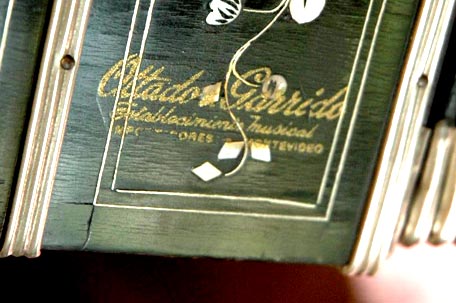 Ottado Garrido
Establecimiento musical
IMPORTADORES MONTEVIDEO